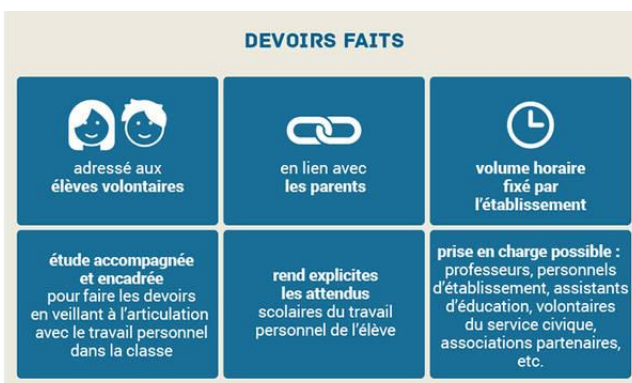 DEVOIRS FAITS
adressé aux
élèves volontaires
en lien avec
les parents
volume horaire
fixé par
l'établissement
étude accompagnée
et encadrée
pour faire les devoirs
en veillant à l'articulation
avec le travail personnel
dans la classe
rend explicites
les attendus
scolaires du travail
personnel de l'élève
prise en charge possible :
professeurs, personnels
d'établissement, assistants
d'éducation, volontaires
du service civique,
associations partenaires,
etc.